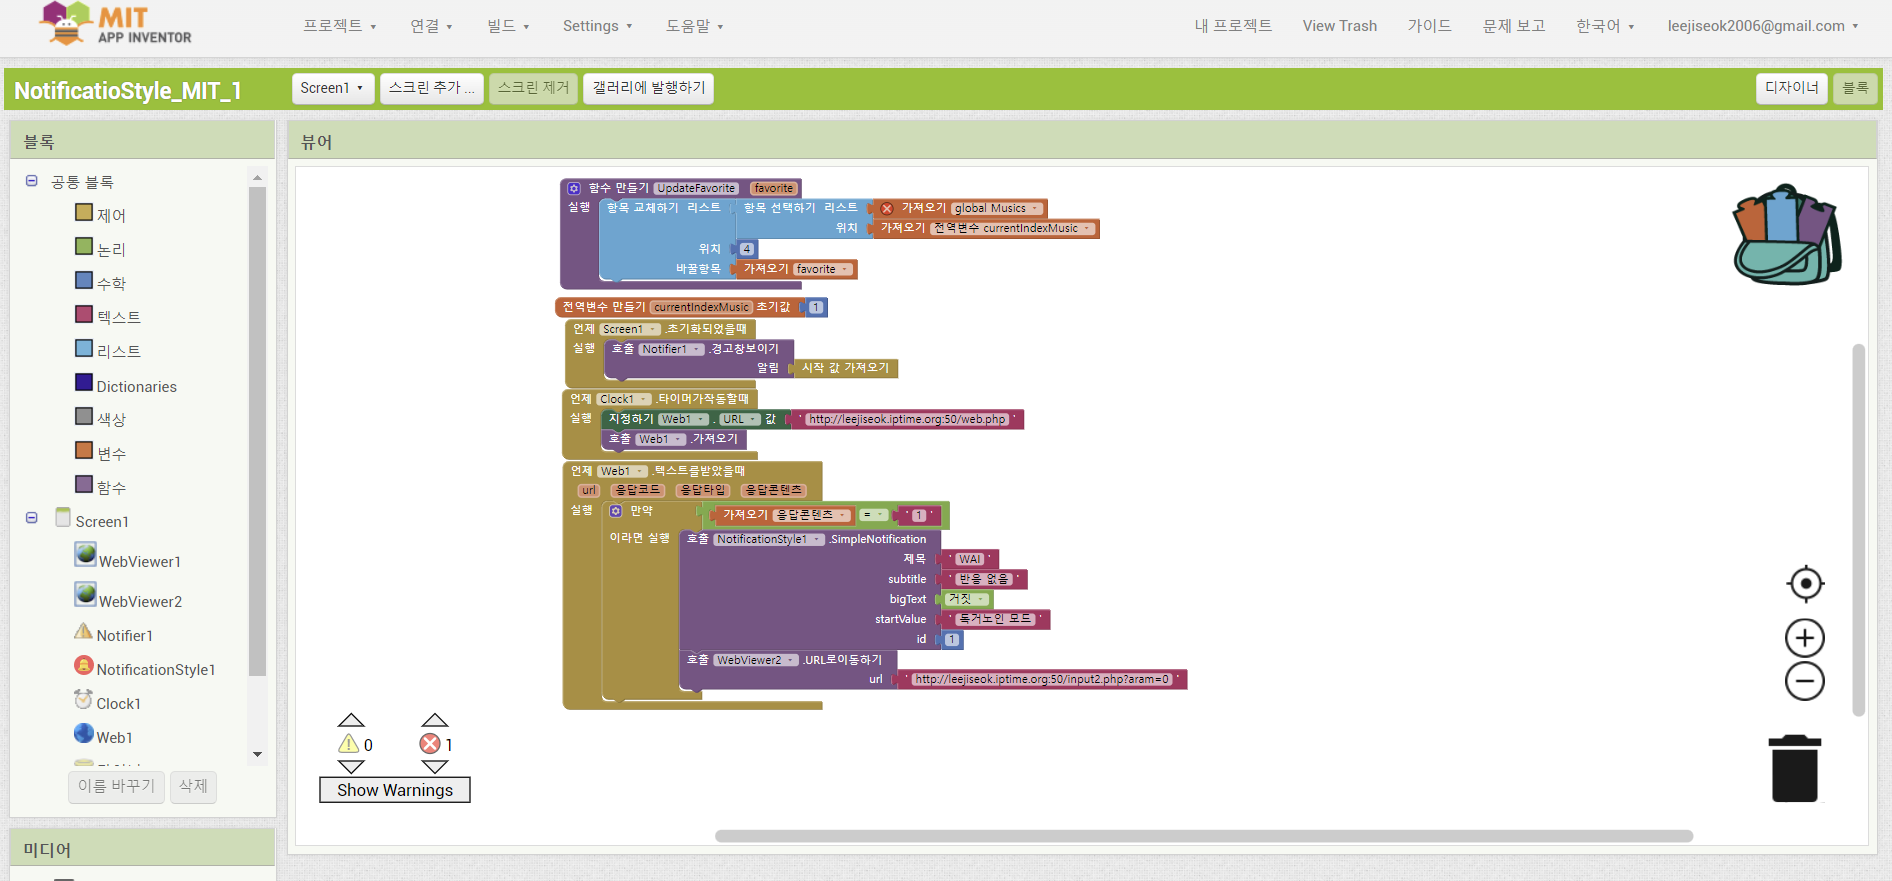 MIT
APP INVENTOR
프로젝트 연결 빌드 Settings 도움말 내 프로젝트 View Trash 가이드 문제 보고 한국어 leejiseok2006@gmail.com
NotificatioStyle_MIT_1 Screen1 스크린 추가 ... 스크린 제거 갤러리에 발행하기 디자이너 블록
블록
공통 블록
제어
논리
수학
텍스트
리스트
Dictionaries
색상
변수
함수
Screen1
WebViewer1
WebViewer2
Notifier1
NotificationStyle1
Clock1
Web1
이름 바꾸기 삭제
미디어
뷰어
함수 만들기 UpdateFavorite favorite
실행 항목 교체하기 리스트 항목 선택하기 리스트 가져오기 global Musics
위치 가져오기 전역변수 currentIndexMusic
위치 4
바꿀항목 가져오기 favorite
전역변수 만들기 currentIndexMusic 초기값 1
언제 Screen1 .초기화되었을때
실행 호출 Notifier1 .경고창보이기
알림 시작 값 가져오기
언제 Clock1 .타이머가작동할때
실행 지정하기 Web1 . URL 값 ' http://leejiseok.iptime.org:50/web.php '
호출 Web1 .가져오기
언제 Web1 .텍스트를받았을때
url 응답코드 응답타입 응답콘텐츠
실행 만약 가져오기 응답콘텐츠 = ' 1 '
이라면 실행 호출 NotificationStyle1 .SimpleNotification
제목 ' WAI '
subtitle ' 반응 없음 '
bigText 거짓
startValue ' 독거노인 모드 '
id 1
호출 WebViewer2 .URL로이동하기
url ' http://leejiseok.iptime.org:50/input2.php?aram=0 '
0 1
Show Warnings